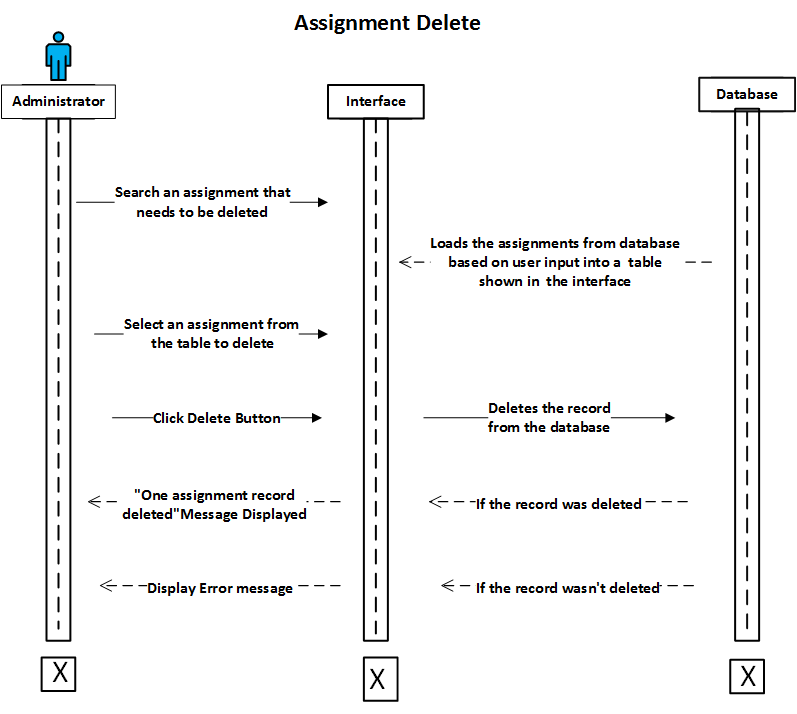 Assignment Delete
Administrator
Interface
Database
Search an assignment that
needs to be deleted
Loads the assignments from database
based on user input into a table
shown in the interface
Select an assignment from
the table to delete
Click Delete Button
Deletes the record
from the database
"One assignment record
deleted"Message Displayed
If the record was deleted
Display Error message
If the record wasn't deleted
X
X
X